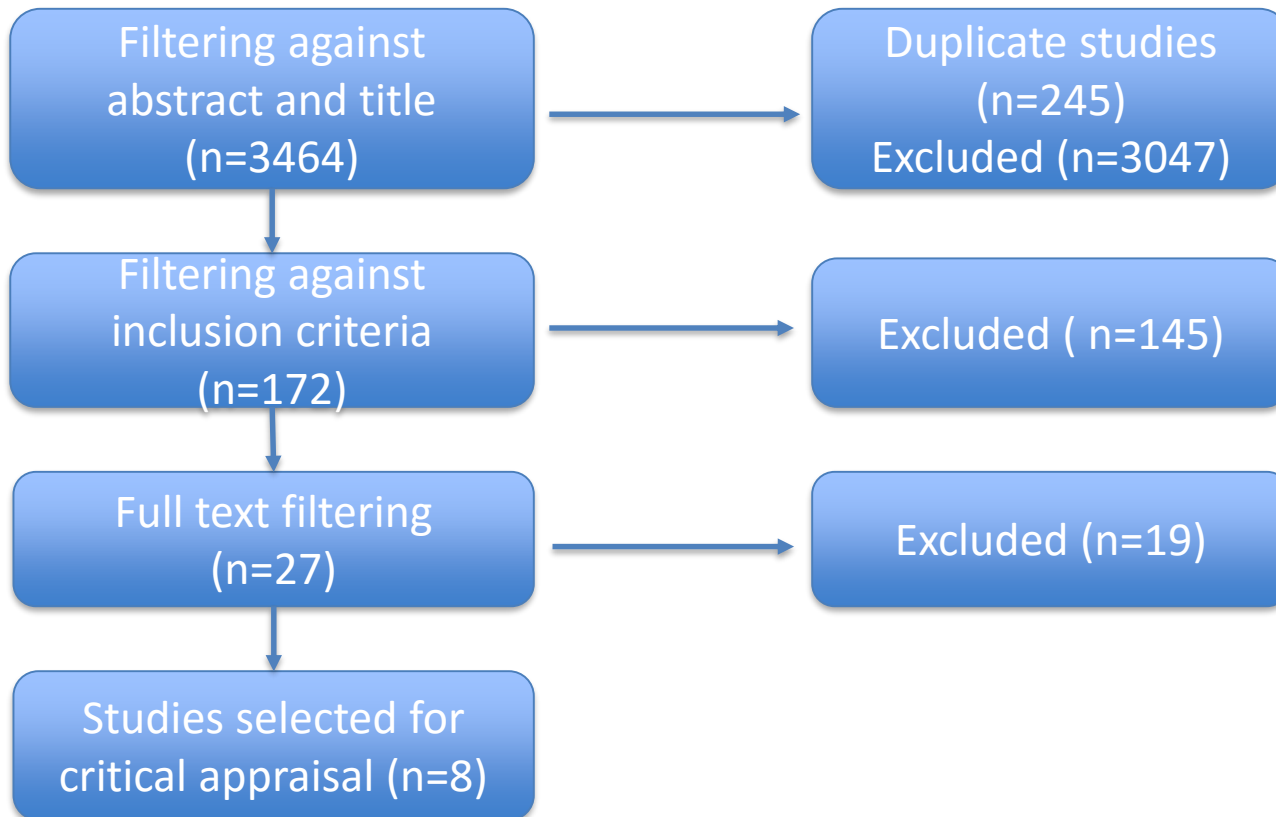 Filtering against
abstract and title
(n=3464)
Duplicate studies
(n=245)
Excluded (n=3047)
Filtering against
inclusion criteria
(n=172)
Excluded ( n=145)
Full text filtering
(n=27)
Excluded (n=19)
Studies selected for
critical appraisal (n=8)